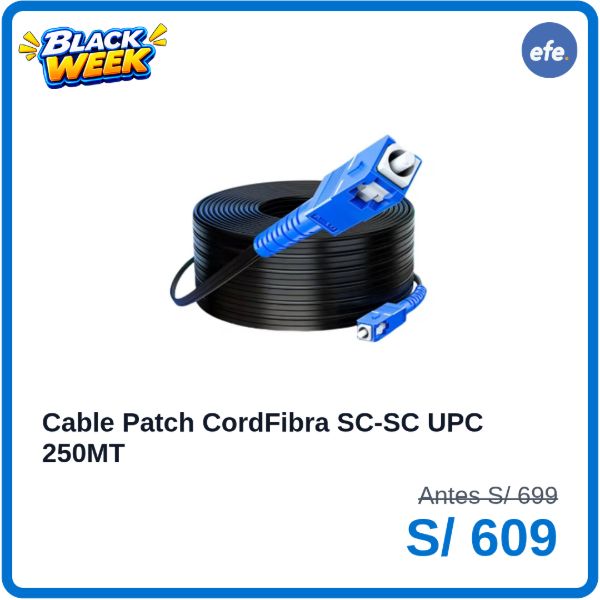 BLACK
WEEK
efe.
Cable Patch CordFibra SC-SC UPC
250MT
Antes S/ 699
S/ 609